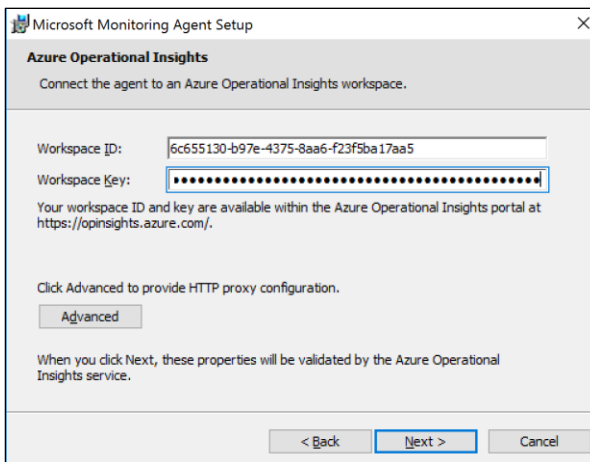 Microsoft Monitoring Agent Setup
Azure Operational Insights
Connect the agent to an Azure Operational Insights workspace.
Workspace ID: 6c655130-b97e-4375-8aa6-f23f5ba17aa5
Workspace Key:
Your workspace ID and key are available within the Azure Operational Insights portal at
https://opinsights.azure.com/.
Click Advanced to provide HTTP proxy configuration.
Advanced
When you click Next, these properties will be validated by the Azure Operational
Insights service.
< Back Next > Cancel